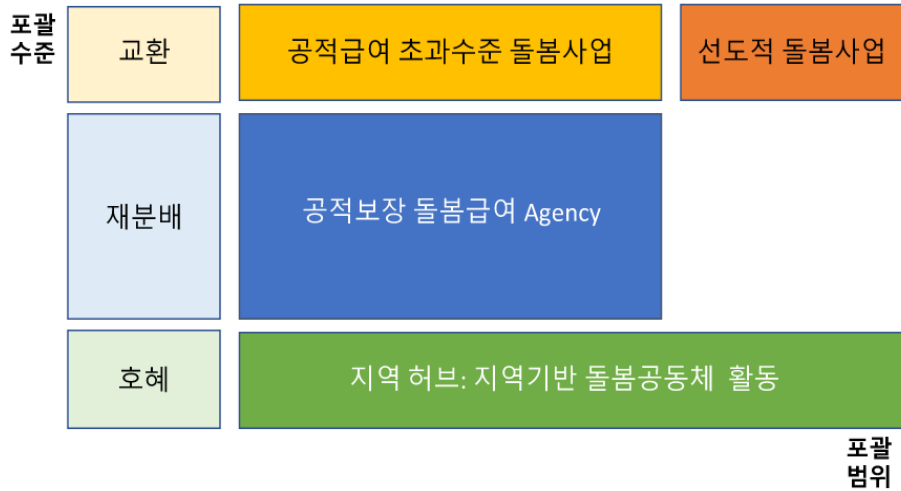 포괄
수준
교환
공적급여 초과수준 돌봄사업
선도적 돌봄사업
재분배
공적보장 돌봄급여 Agency
호혜
지역 허브: 지역기반 돌봄공동체 활동
포괄
범위